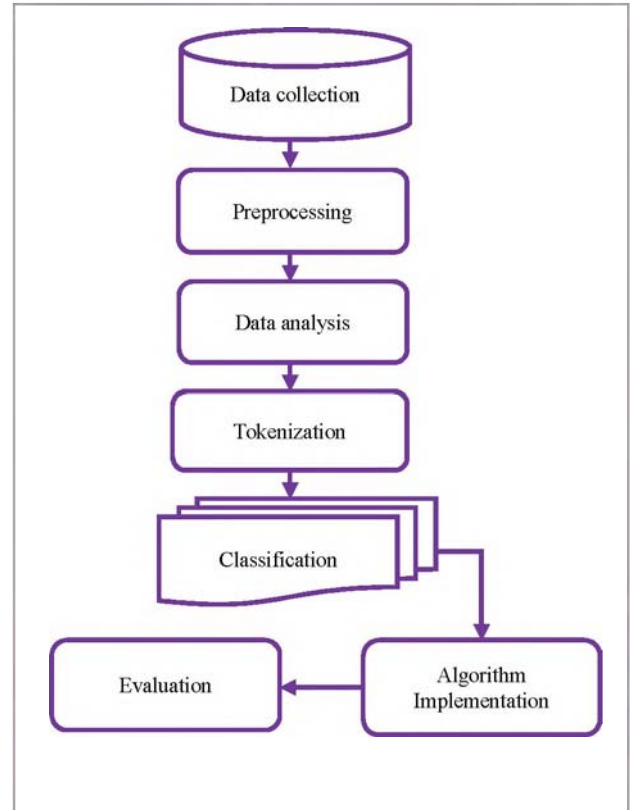 Data collection
Preprocessing
Data analysis
Tokenization
Classification
Algorithm
Implementation
Evaluation